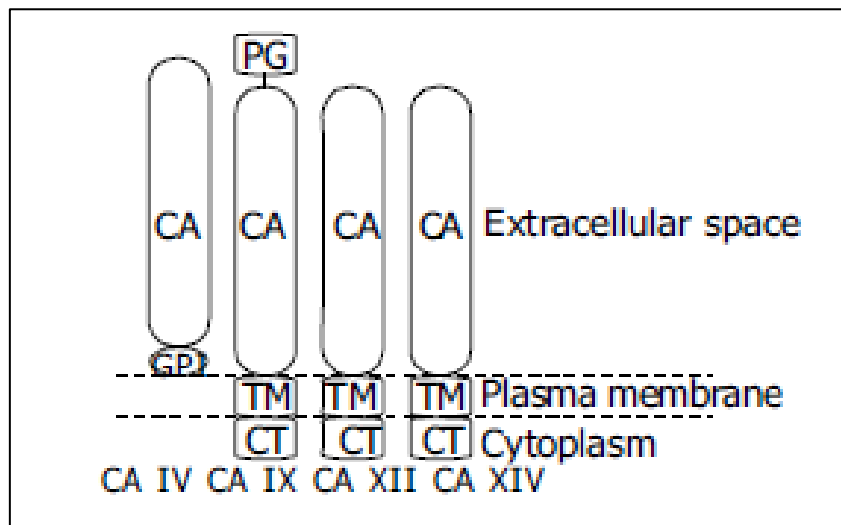 PG
CA CA CA CA Extracellular space
GPI
TM TM TM Plasma membrane
CT CT CT Cytoplasm
CA IV CA IX CA XII CA XIV